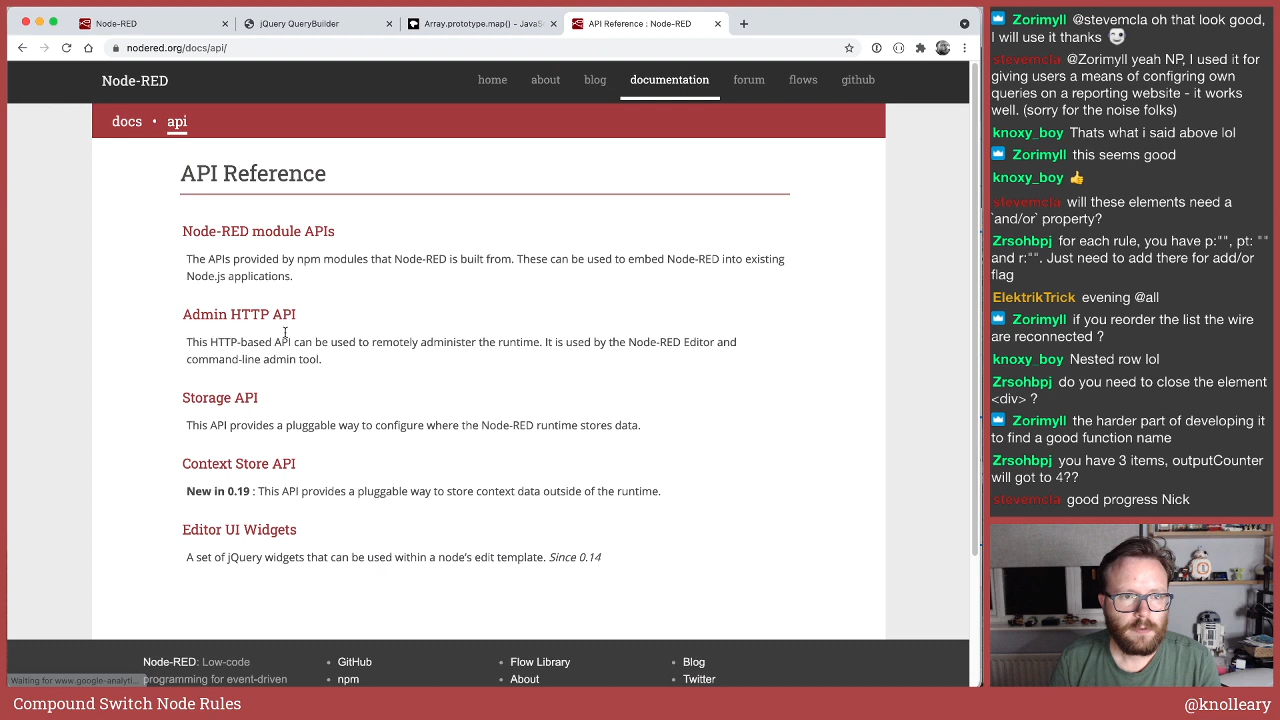 Node-RED
jQuery QueryBuilder
Array.prototype.map() - JavaS
API Reference : Node-RED
nodered.org/docs/api/
Node-RED
home about blog documentation forum flows github
docs • api
API Reference
Node-RED module APIs
The APIs provided by npm modules that Node-RED is built from. These can be used to embed Node-RED into existing
Node.js applications.
Admin HTTP API
This HTTP-based API can be used to remotely administer the runtime. It is used by the Node-RED Editor and
command-line admin tool.
Storage API
This API provides a pluggable way to configure where the Node-RED runtime stores data.
Context Store API
New in 0.19 : This API provides a pluggable way to store context data outside of the runtime.
Editor UI Widgets
A set of jQuery widgets that can be used within a node's edit template. Since 0.14
Node-RED: Low-code
programming for event-driven
GitHub
npm
Flow Library
About
Blog
Twitter
Waiting for www.google-analyti...
Zorimyll @stevemcla oh that look good,
I will use it thanks 😉
stevemcla @Zorimyll yeah NP, I used it for
giving users a means of configring own
queries on a reporting website - it works
well. (sorry for the noise folks)
knoxy_boy Thats what i said above lol
Zorimyll this seems good
knoxy_boy 👍
stevemcla will these elements need a
`and/or` property?
Zrsohbpj for each rule, you have p:"", pt: ""
and r:"". Just need to add there for add/or
flag
ElektrikTrick evening @all
Zorimyll if you reorder the list the wire
are reconnected ?
knoxy_boy Nested row lol
Zrsohbpj do you need to close the element
<div> ?
Zorimyll the harder part of developing it
to find a good function name
Zrsohbpj you have 3 items, outputCounter
will got to 4??
stevemcla good progress Nick
Compound Switch Node Rules
@knolleary